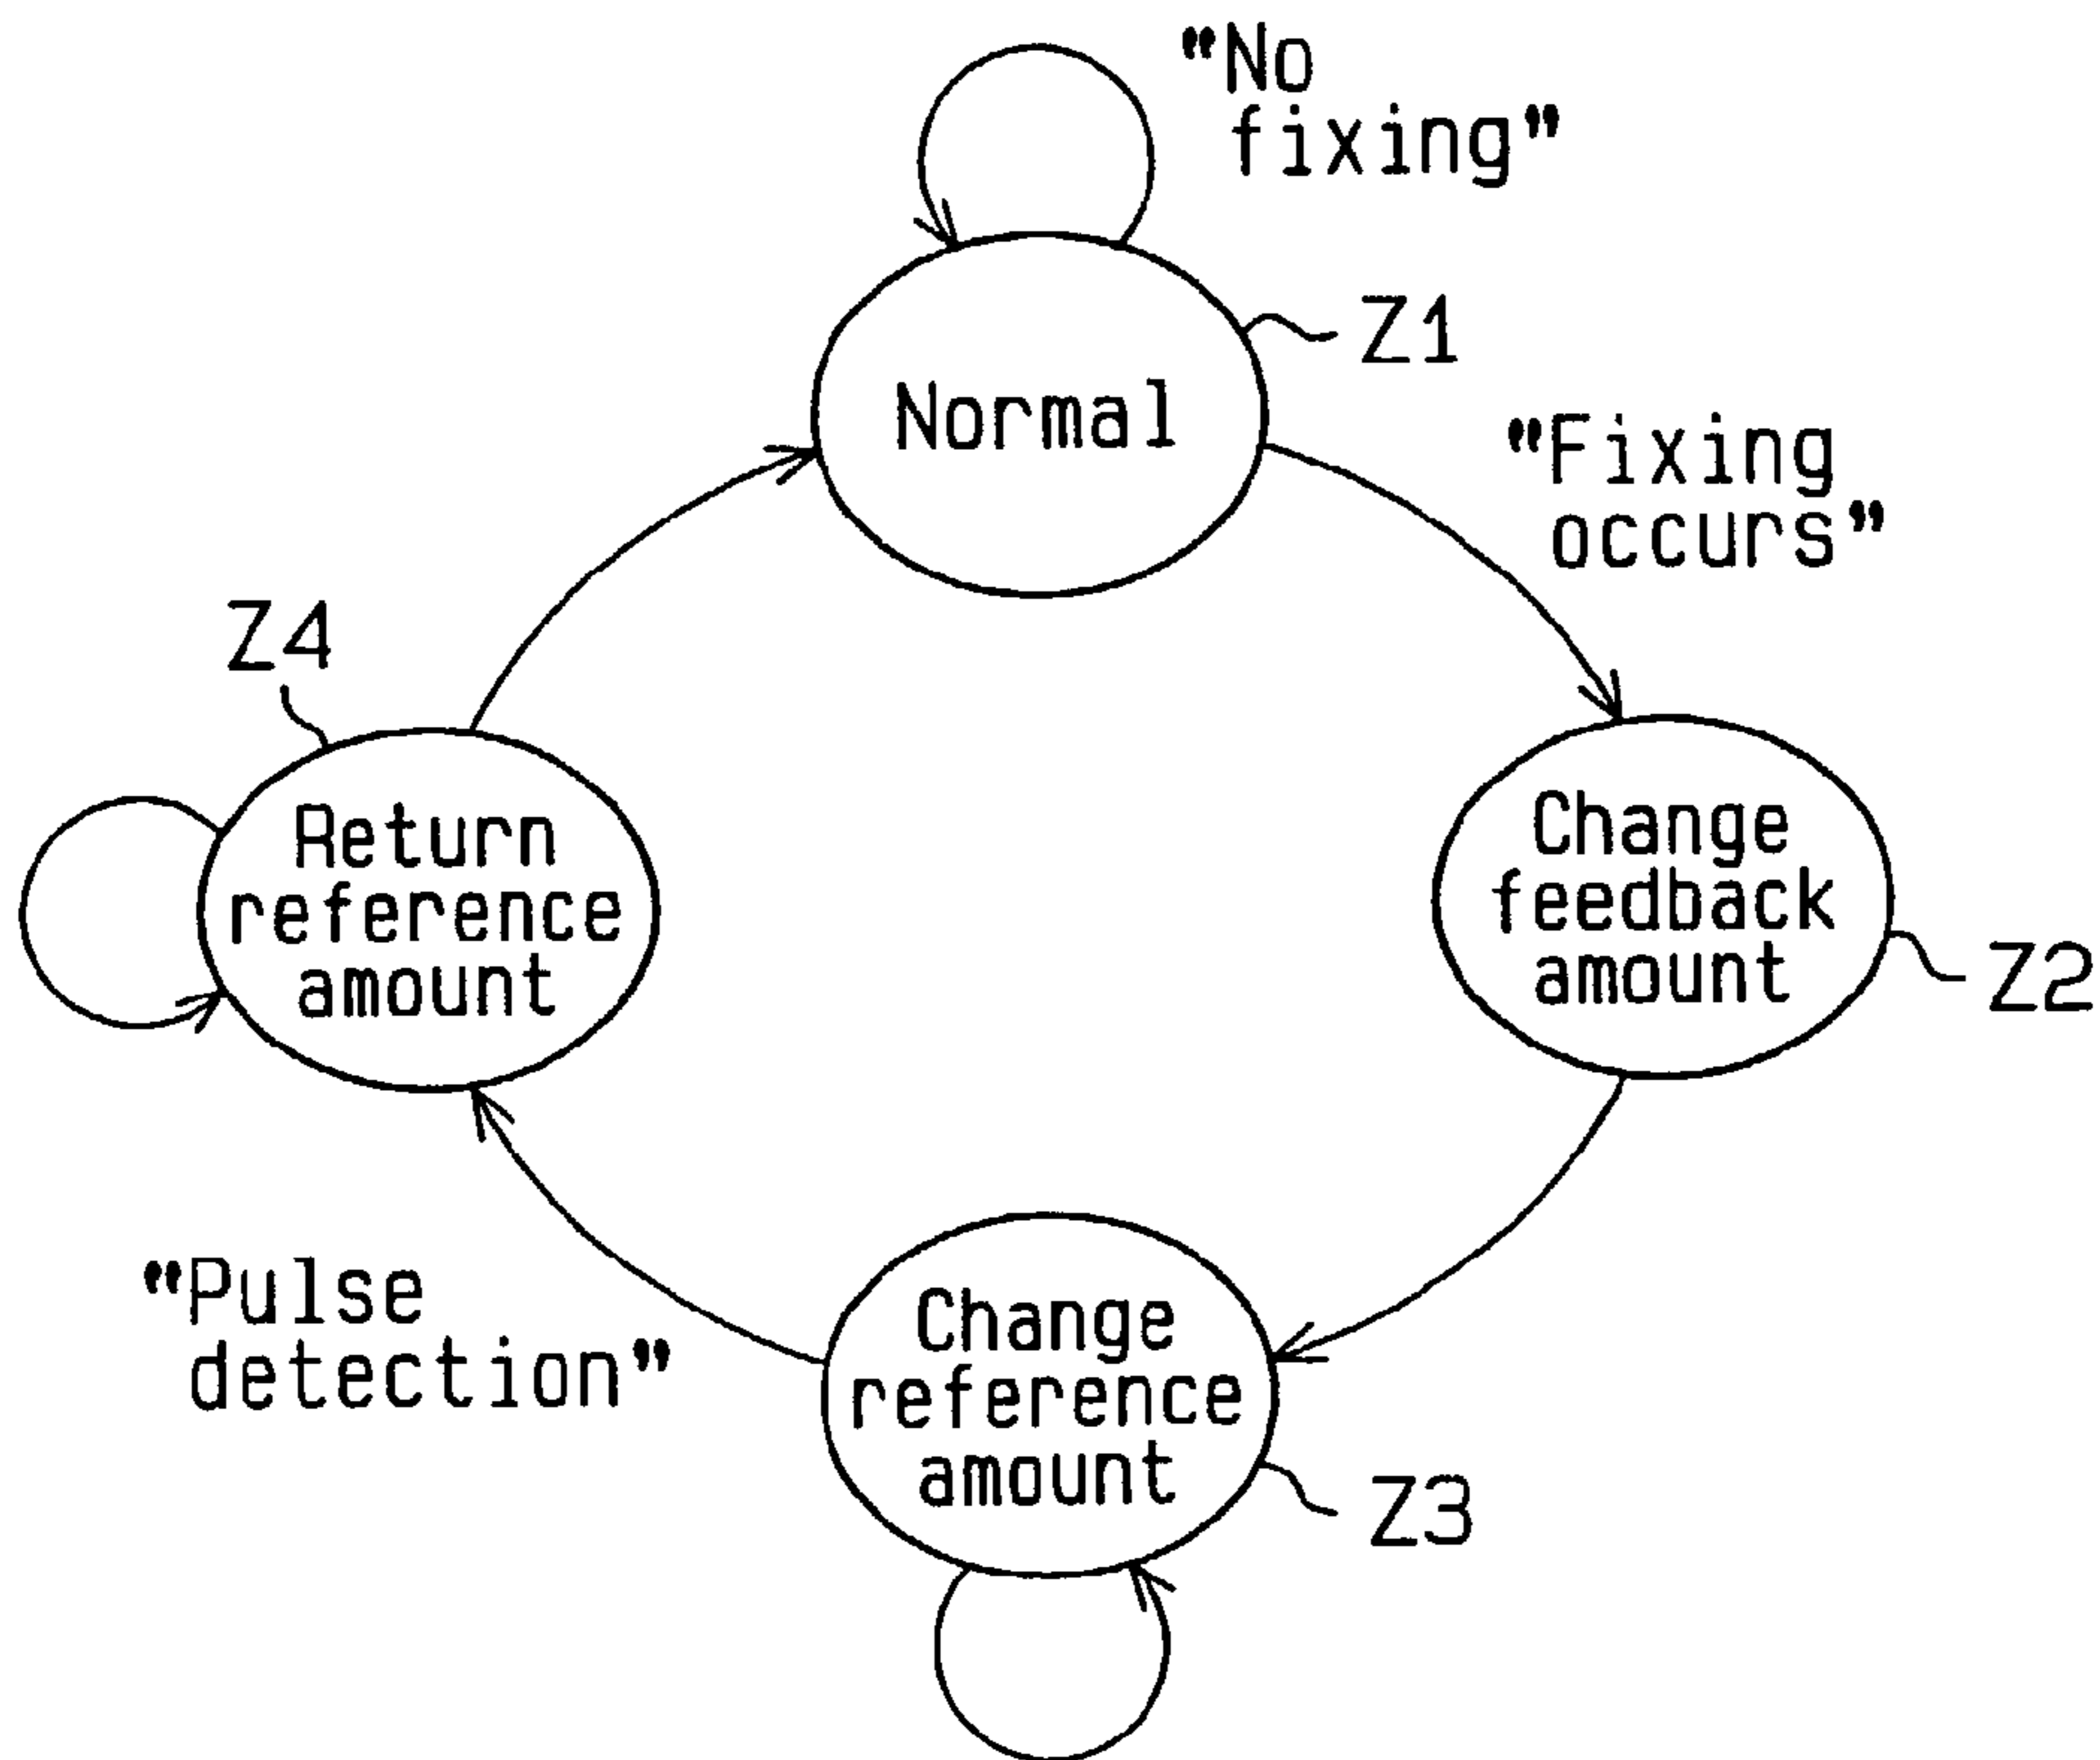 "No
fixing"
Z1
Normal
"Fixing
occurs"
Z4
Return
reference
amount
Change
feedback
amount
Z2
"Pulse
detection"
Change
reference
amount
Z3